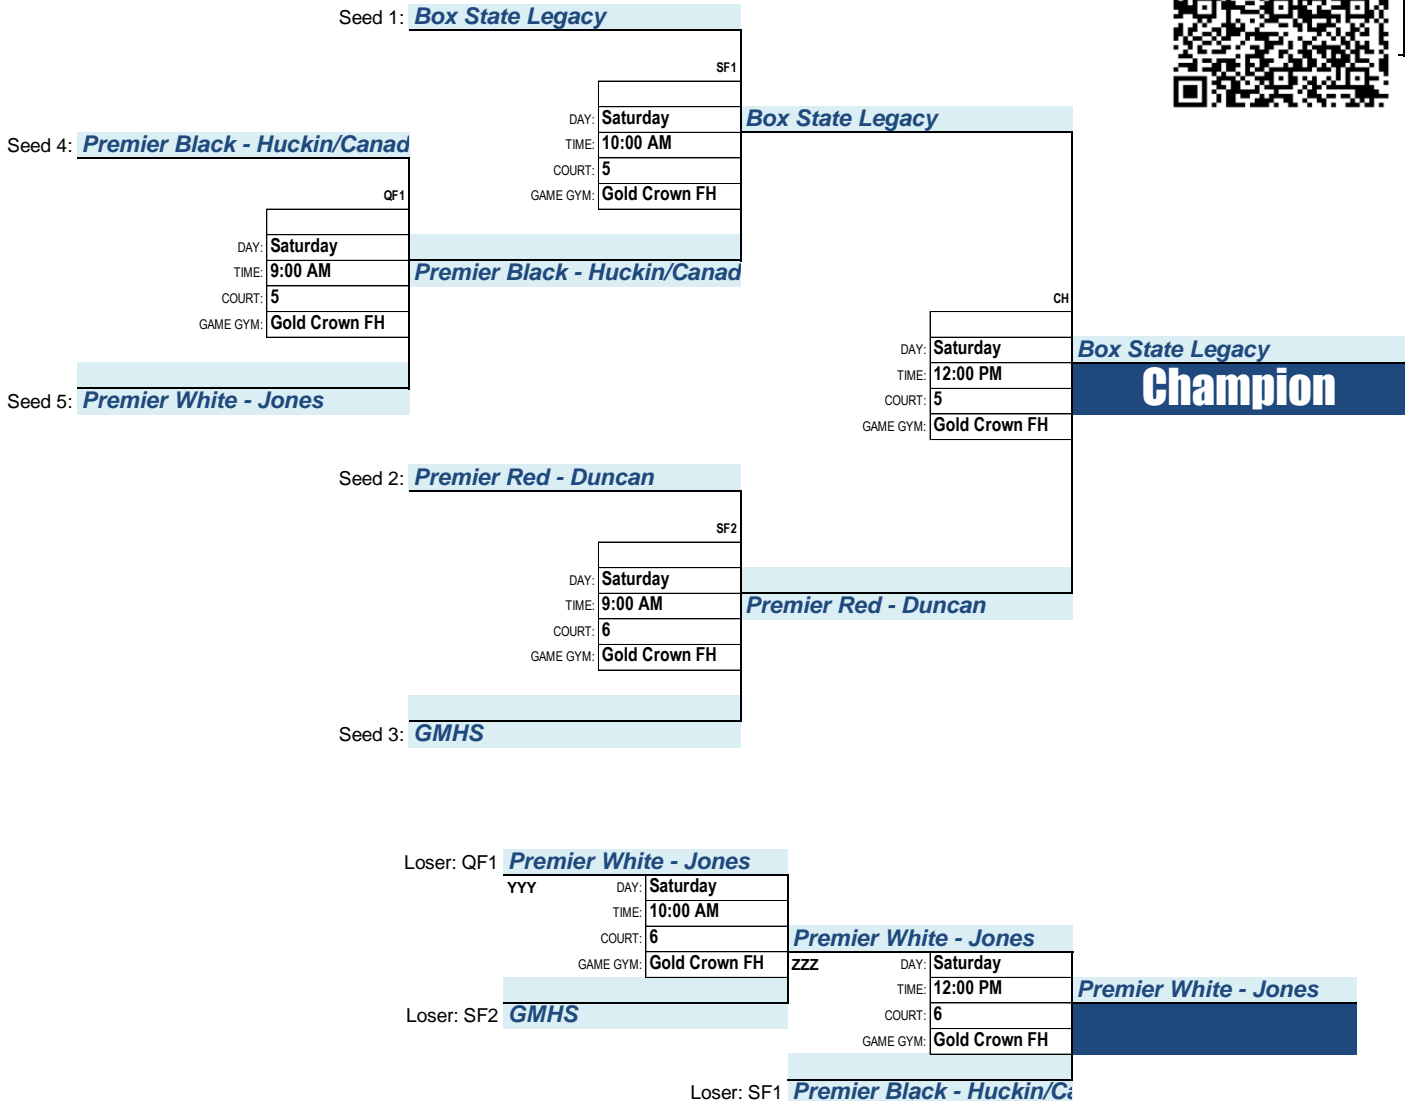 Seed 1: Box State Legacy
SF1
DAY: Saturday
TIME: 10:00 AM
COURT: 5
GAME GYM: Gold Crown FH
Box State Legacy
Seed 4: Premier Black - Huckin/Canad
QF1
DAY: Saturday
TIME: 9:00 AM
COURT: 5
GAME GYM: Gold Crown FH
Premier Black - Huckin/Canad
Seed 5: Premier White - Jones
CH
DAY: Saturday
TIME: 12:00 PM
COURT: 5
GAME GYM: Gold Crown FH
Box State Legacy
Champion
Seed 2: Premier Red - Duncan
SF2
DAY: Saturday
TIME: 9:00 AM
COURT: 6
GAME GYM: Gold Crown FH
Premier Red - Duncan
Seed 3: GMHS
Loser: QF1 Premier White - Jones
YYY DAY: Saturday
TIME: 10:00 AM
COURT: 6
GAME GYM: Gold Crown FH
Loser: SF2 GMHS
Premier White - Jones
ZZZ DAY: Saturday
TIME: 12:00 PM
COURT: 6
GAME GYM: Gold Crown FH
Premier White - Jones
Loser: SF1 Premier Black - Huckin/Ca